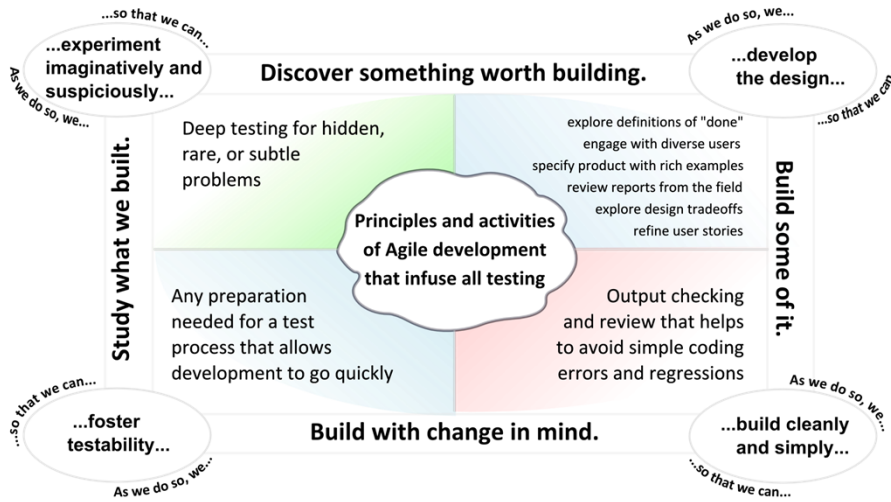 ...so that we can...
...experiment
imaginatively and
suspiciously...
As we do so, we...
Discover something worth building.
As we do so, we...
...develop
the design...
...so that we can...
Study what we built.
Deep testing for hidden,
rare, or subtle
problems
explore definitions of "done"
engage with diverse users
specify product with rich examples
review reports from the field
explore design tradeoffs
refine user stories
Build some of it.
Principles and activities
of Agile development
that infuse all testing
Any preparation
needed for a test
process that allows
development to go quickly
Output checking
and review that helps
to avoid simple coding
errors and regressions
...so that we can...
...foster
testability...
As we do so, we...
Build with change in mind.
As we do so, we...
...build cleanly
and simply...
...so that we can...